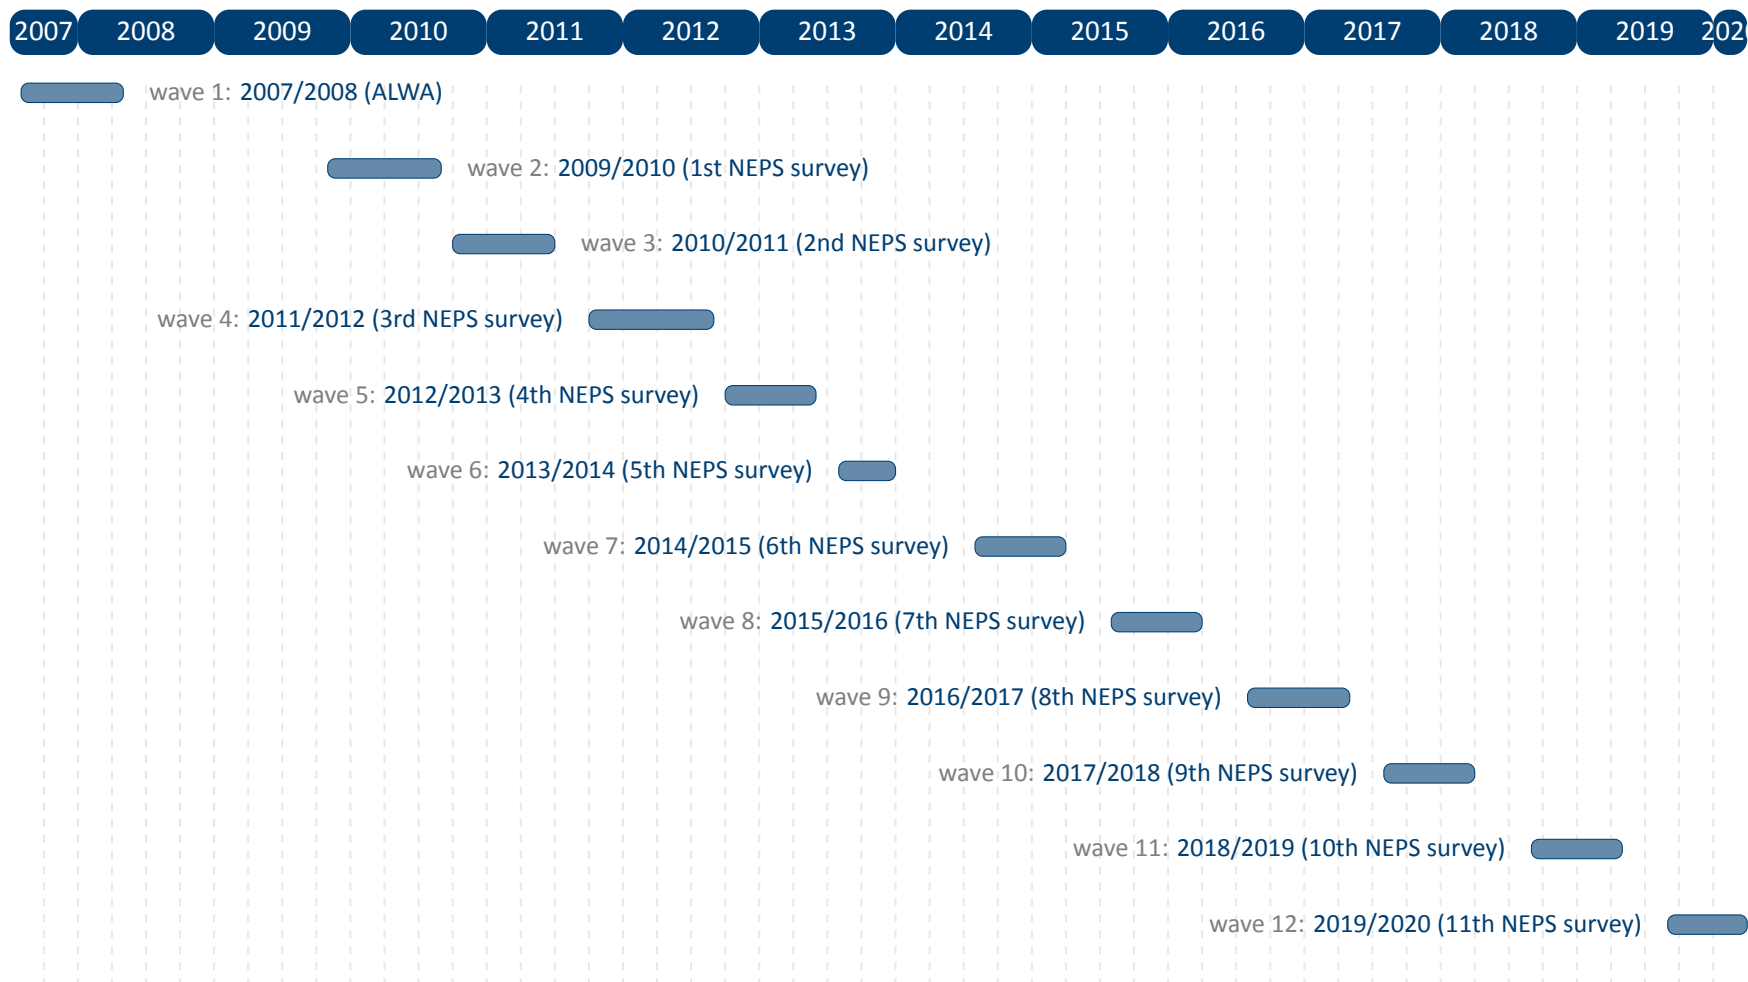 2007 2008 2009 2010 2011 2012 2013 2014 2015 2016 2017 2018 2019 202
wave 1: 2007/2008 (ALWA)
wave 2: 2009/2010 (1st NEPS survey)
wave 3: 2010/2011 (2nd NEPS survey)
wave 4: 2011/2012 (3rd NEPS survey)
wave 5: 2012/2013 (4th NEPS survey)
wave 6: 2013/2014 (5th NEPS survey)
wave 7: 2014/2015 (6th NEPS survey)
wave 8: 2015/2016 (7th NEPS survey)
wave 9: 2016/2017 (8th NEPS survey)
wave 10: 2017/2018 (9th NEPS survey)
wave 11: 2018/2019 (10th NEPS survey)
wave 12: 2019/2020 (11th NEPS survey)